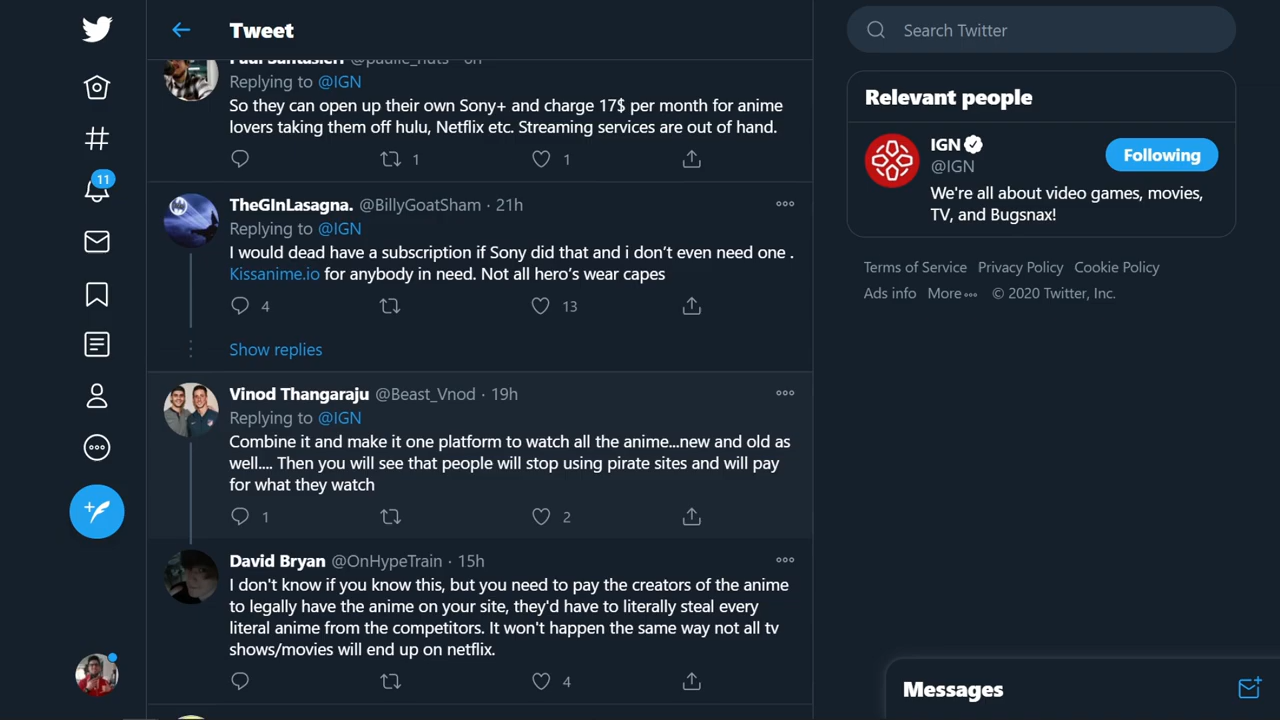 Tweet
Replying to @IGN
So they can open up their own Sony+ and charge 17$ per month for anime
lovers taking them off hulu, Netflix etc. Streaming services are out of hand.
1
1
TheGInLasagna. @BillyGoatSham · 21h
Replying to @IGN
I would dead have a subscription if Sony did that and i don’t even need one .
Kissanime.io for anybody in need. Not all hero’s wear capes
4
13
Show replies
Vinod Thangaraju @Beast_Vnod · 19h
Replying to @IGN
Combine it and make it one platform to watch all the anime...new and old as
well.... Then you will see that people will stop using pirate sites and will pay
for what they watch
1
2
David Bryan @OnHypeTrain · 15h
I don't know if you know this, but you need to pay the creators of the anime
to legally have the anime on your site, they'd have to literally steal every
literal anime from the competitors. It won't happen the same way not all tv
shows/movies will end up on netflix.
4
11
Search Twitter
Relevant people
IGN
@IGN
Following
We're all about video games, movies,
TV, and Bugsnax!
Terms of Service Privacy Policy Cookie Policy
Ads info More © 2020 Twitter, Inc.
Messages